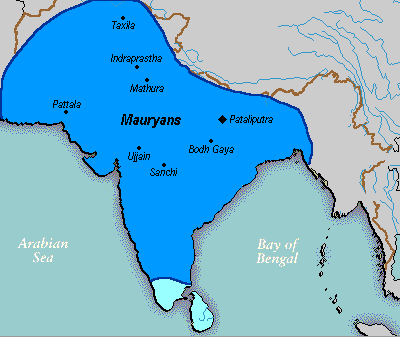 Taxila
Indraprastha
Mathura
Pattala
Mauryans
Pataliputra
Ujjain
Bodh Gaya
Sanchi
Arabian
Sea
Bay of
Bengal